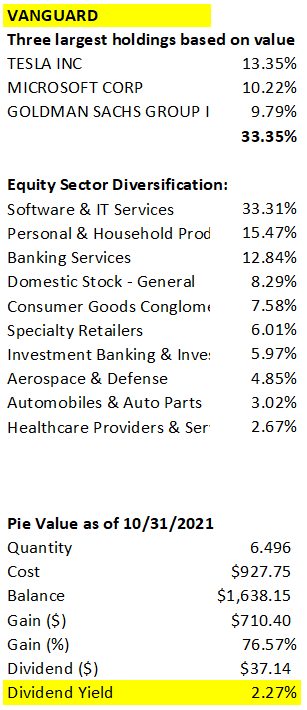 VANGUARD
Three largest holdings based on value
TESLA INC 13.35%
MICROSOFT CORP 10.22%
GOLDMAN SACHS GROUP I 9.79%
33.35%
Equity Sector Diversification:
Software & IT Services 33.31%
Personal & Household Prod 15.47%
Banking Services 12.84%
Domestic Stock - General 8.29%
Consumer Goods Conglome 7.58%
Specialty Retailers 6.01%
Investment Banking & Inves 5.97%
Aerospace & Defense 4.85%
Automobiles & Auto Parts 3.02%
Healthcare Providers & Ser 2.67%
Pie Value as of 10/31/2021
Quantity 6.496
Cost $927.75
Balance $1,638.15
Gain ($) $710.40
Gain (%) 76.57%
Dividend ($) $37.14
Dividend Yield 2.27%